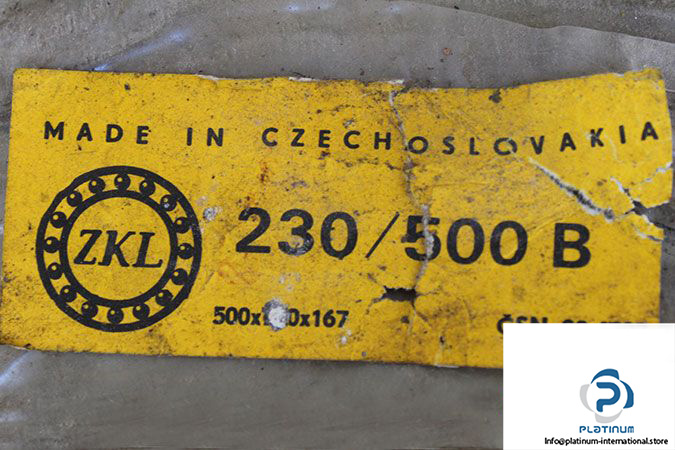 MADE IN CZECHOSLOVAKIA
ZKL
230/500 B
ČSN
PLATINUM
Info@platinum-international.store